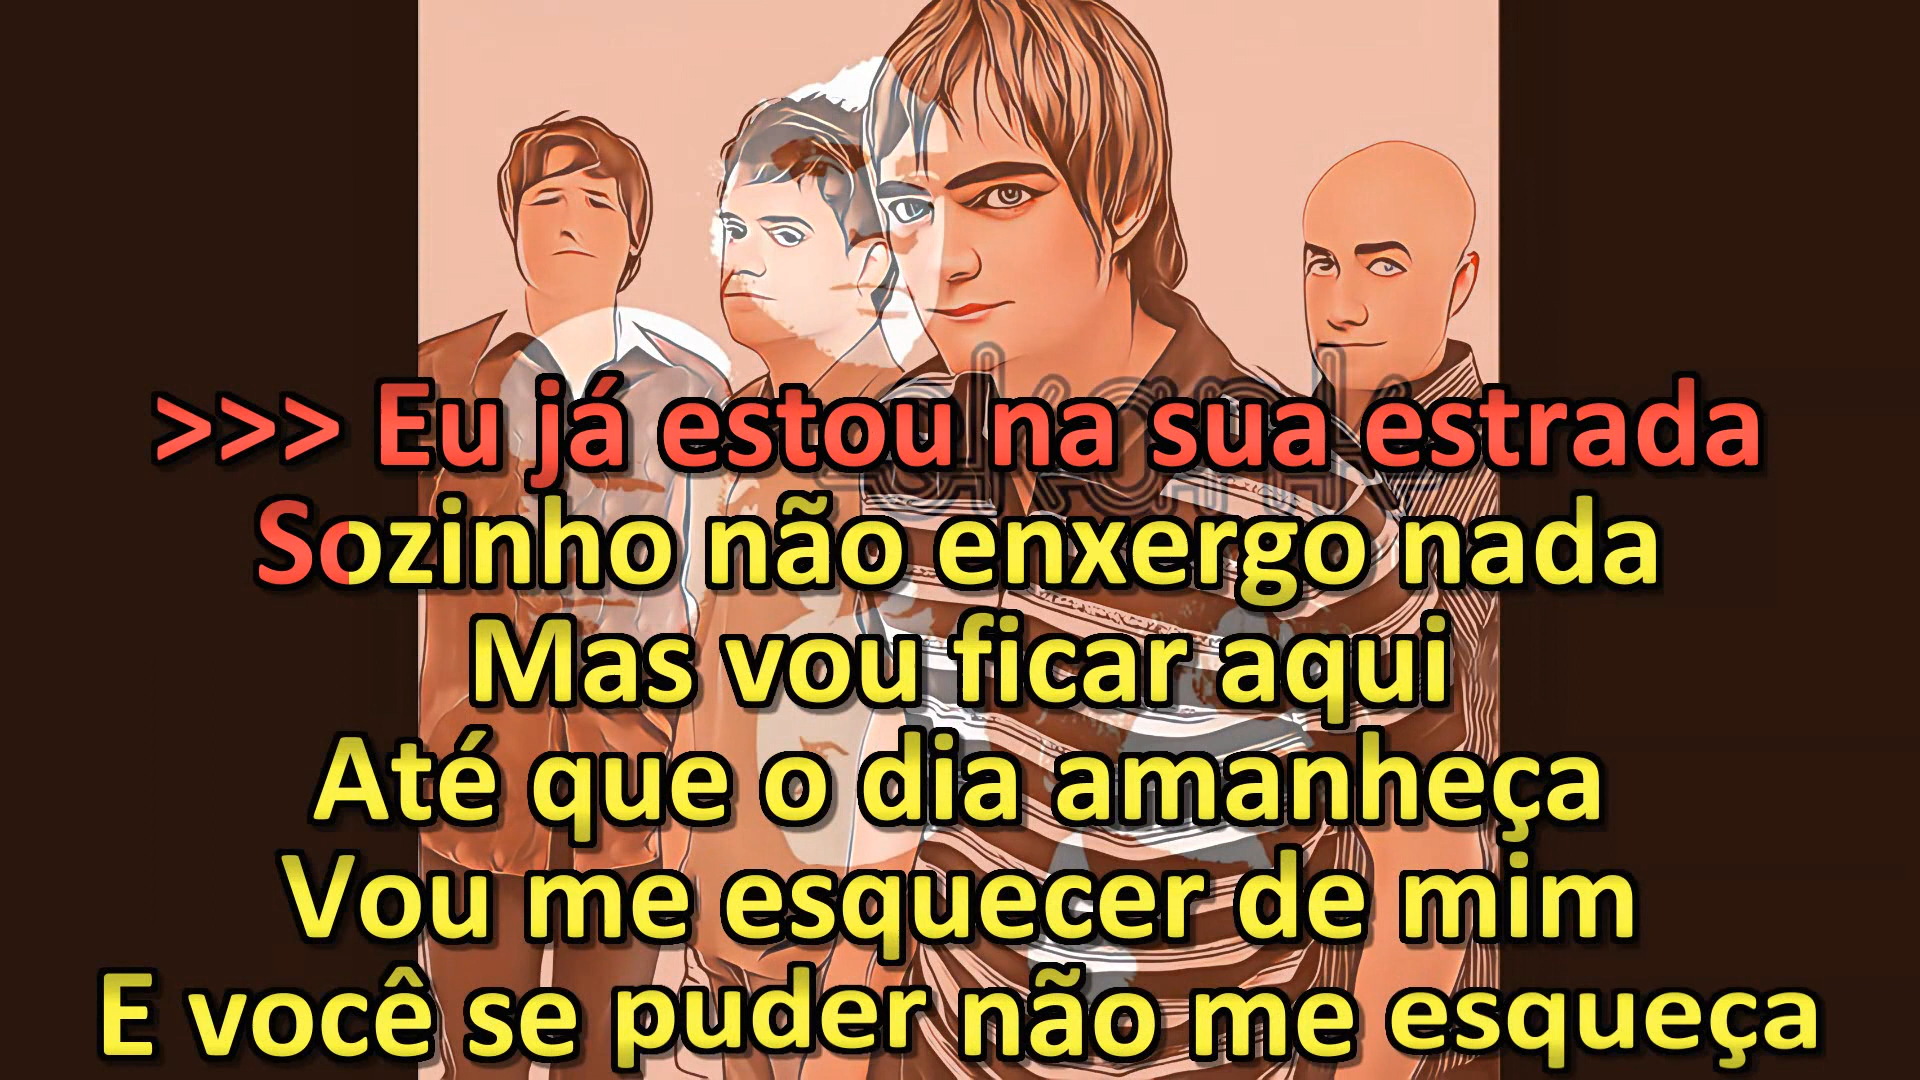 skank
>>> Eu já estou na sua estrada
Sozinho não enxergo nada
Mas vou ficar aqui
Até que o dia amanheça
Vou me esquecer de mim
E você se puder não me esqueça